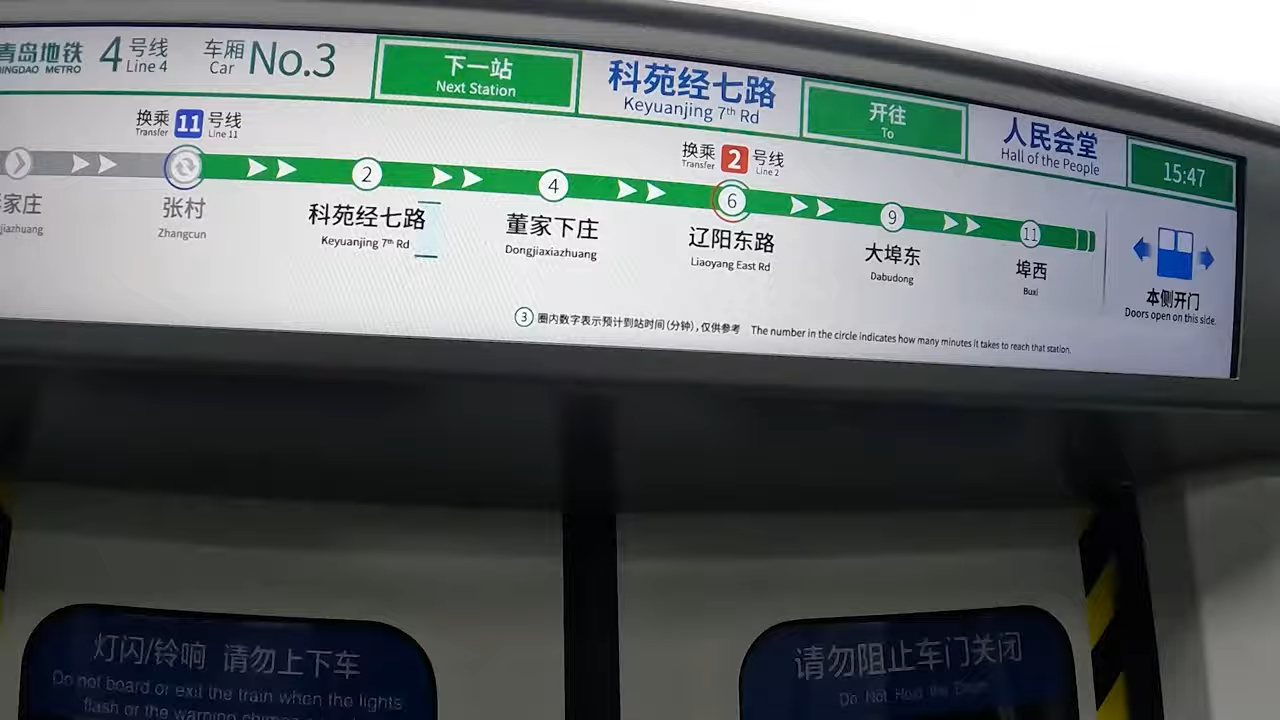 青岛地铁
QINGDAO METRO
4 号线
Line 4
车厢
Car
No.3
下一站
Next Station
科苑经七路
Keyuanjing 7th Rd
开往
To
人民会堂
Hall of the People
15:47
换乘 11 号线
Transfer Line 11
换乘 2 号线
Transfer Line 2
2
4
6
9
11
家庄
张村
Zhangcun
科苑经七路
Keyuanjing 7th Rd
董家下庄
Dongjiaxiazhuang
辽阳东路
Liaoyang East Rd
大埠东
Dabudong
埠西
Buxi
本侧开门
Doors open on this side.
③ 圈内数字表示预计到站时间(分钟),仅供参考 The number in the circle indicates how many minutes it takes to reach that station.
灯闪/铃响 请勿上下车
Do not board or exit the train when the lights
flash or the warning
请勿阻止车门关闭
Do Not Hold the Door